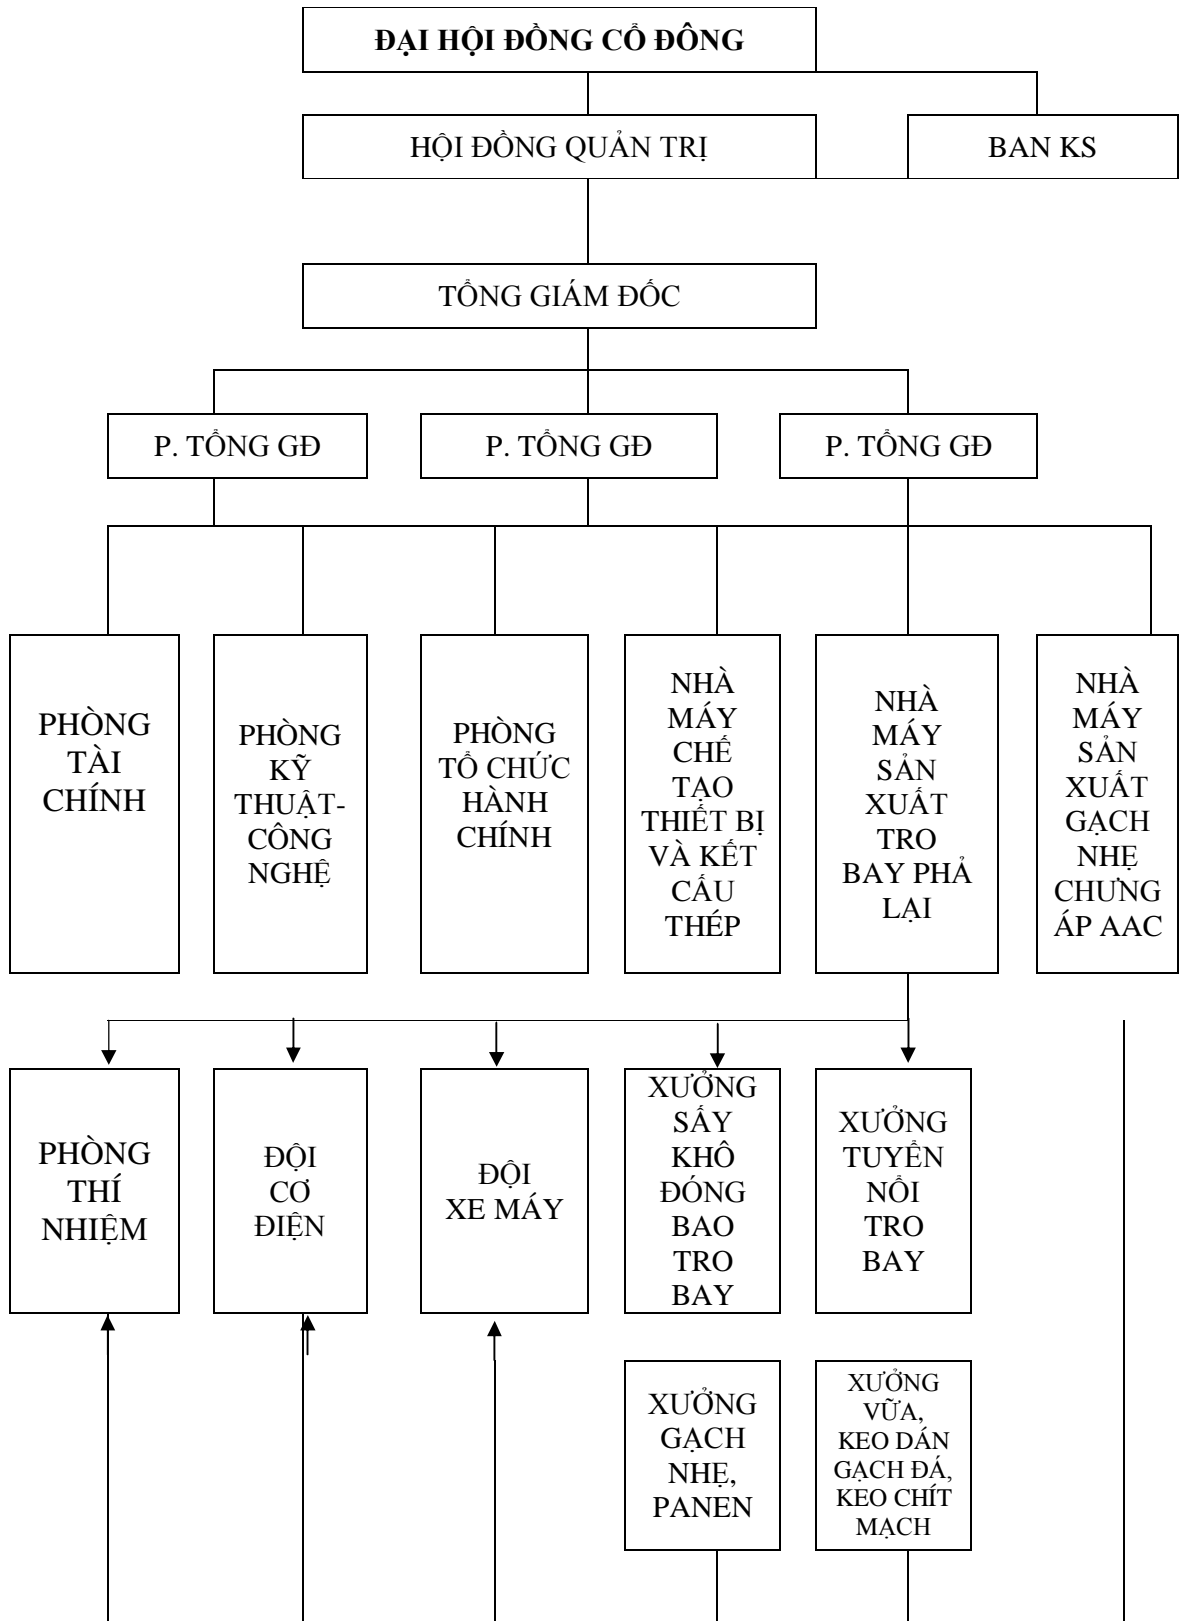 ĐẠI HỘI ĐỒNG CỔ ĐÔNG
HỘI ĐỒNG QUẢN TRỊ
BAN KS
TỔNG GIÁM ĐỐC
P. TỔNG GĐ
P. TỔNG GĐ
P. TỔNG GĐ
PHÒNG
TÀI
CHÍNH
PHÒNG
KỸ
THUẬT-
CÔNG
NGHỆ
PHÒNG
TỔ CHỨC
HÀNH
CHÍNH
NHÀ
MÁY
CHẾ
TẠO
THIẾT BỊ
VÀ KẾT
CẤU
THÉP
NHÀ
MÁY
SẢN
XUẤT
TRO
BAY PHẢ
LẠI
NHÀ
MÁY
SẢN
XUẤT
GẠCH
NHẸ
CHƯNG
ÁP AAC
PHÒNG
THÍ
NHIỆM
ĐỘI
CƠ
ĐIỆN
ĐỘI
XE MÁY
XƯỞNG
SẤY
KHÔ
ĐÓNG
BAO
TRO
BAY
XƯỞNG
TUYỂN
NỔI
TRO
BAY
XƯỞNG
GẠCH
NHẸ,
PANEN
XƯỞNG
VỮA,
KEO DÁN
GẠCH ĐÁ,
KEO CHÍT
MẠCH